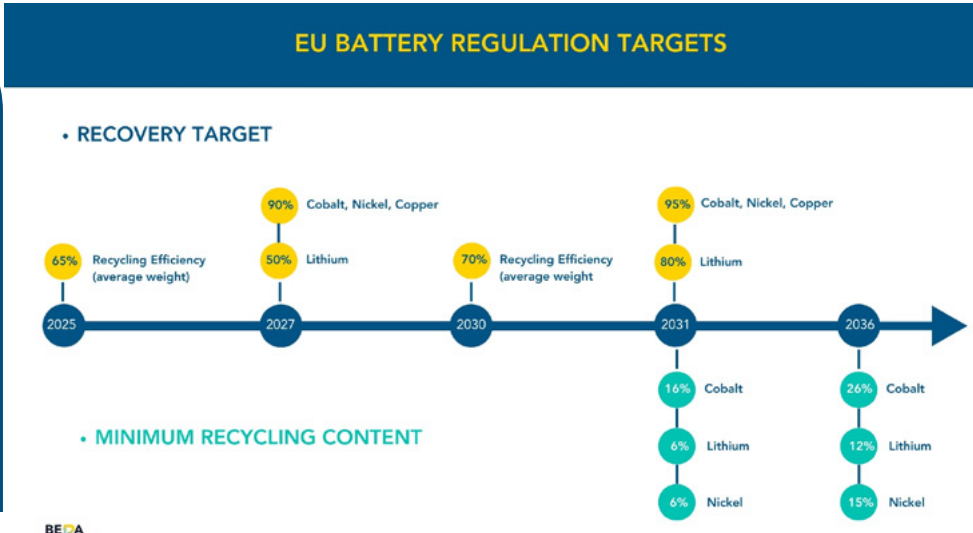 EU BATTERY REGULATION TARGETS
• RECOVERY TARGET
90% Cobalt, Nickel, Copper
95% Cobalt, Nickel, Copper
65% Recycling Efficiency
(average weight)
50% Lithium
70% Recycling Efficiency
(average weight
80% Lithium
2025 2027 2030 2031 2036
16% Cobalt
26% Cobalt
• MINIMUM RECYCLING CONTENT
6% Lithium
12% Lithium
6% Nickel
15% Nickel
BEPA